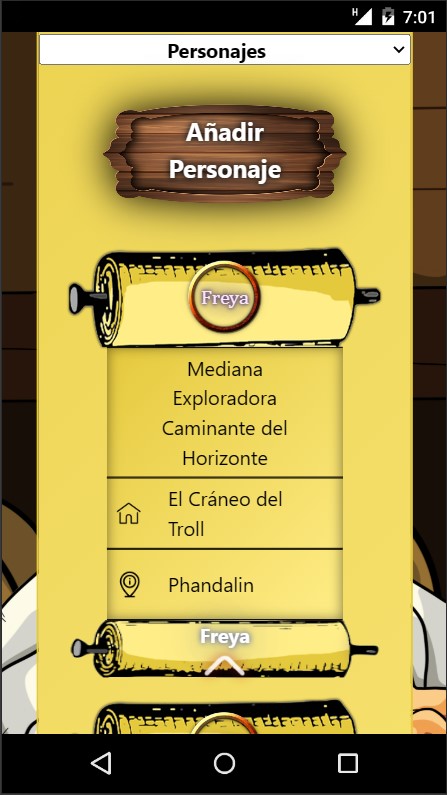 H
7:01
Personajes
Añadir
Personaje
Freya
Mediana
Exploradora
Caminante del
Horizonte
El Cráneo del
Troll
Phandalin
Freya